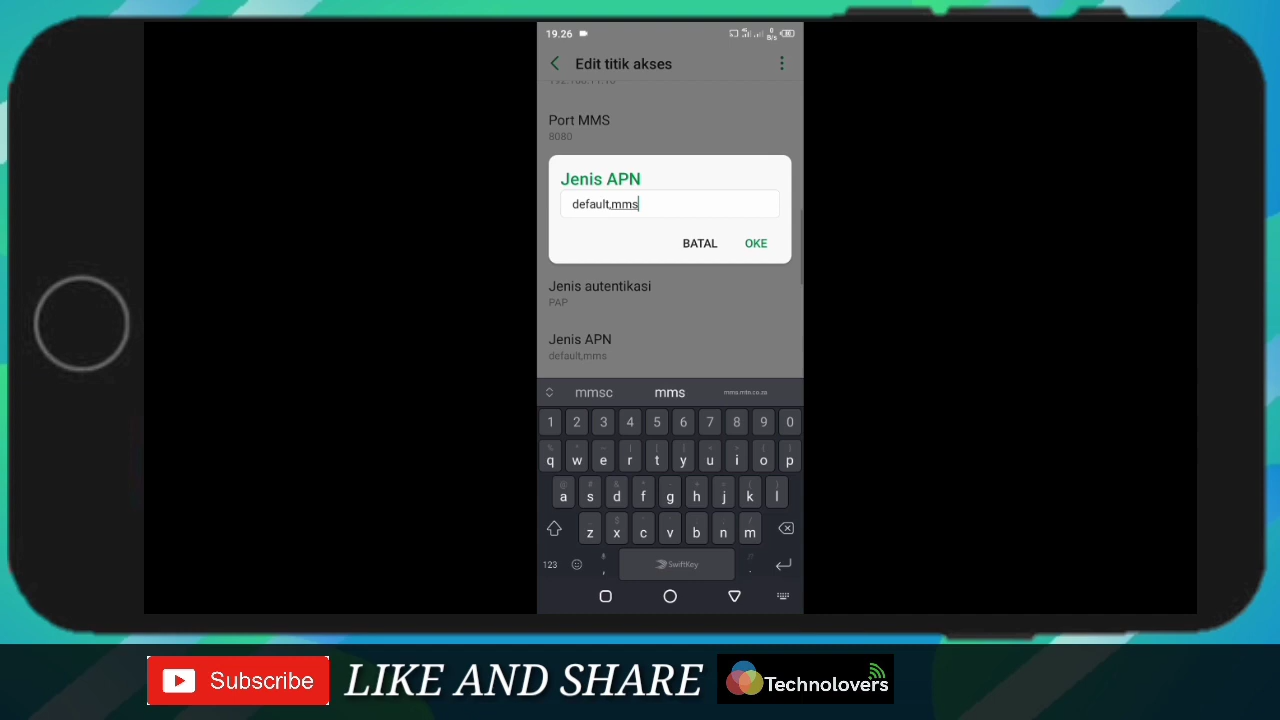 19.26
Edit titik akses
Port MMS
8080
Jenis APN
default,mms
BATAL OKE
Jenis autentikasi
PAP
Jenis APN
default,mms
mmsc mms mms.mtn.co.za
1 2 3 4 5 6 7 8 9 0
q w e r t y u i o p
a s d f g h j k l
z x c v b n m
123 , SwiftKey .
Subscribe LIKE AND SHARE Technolovers